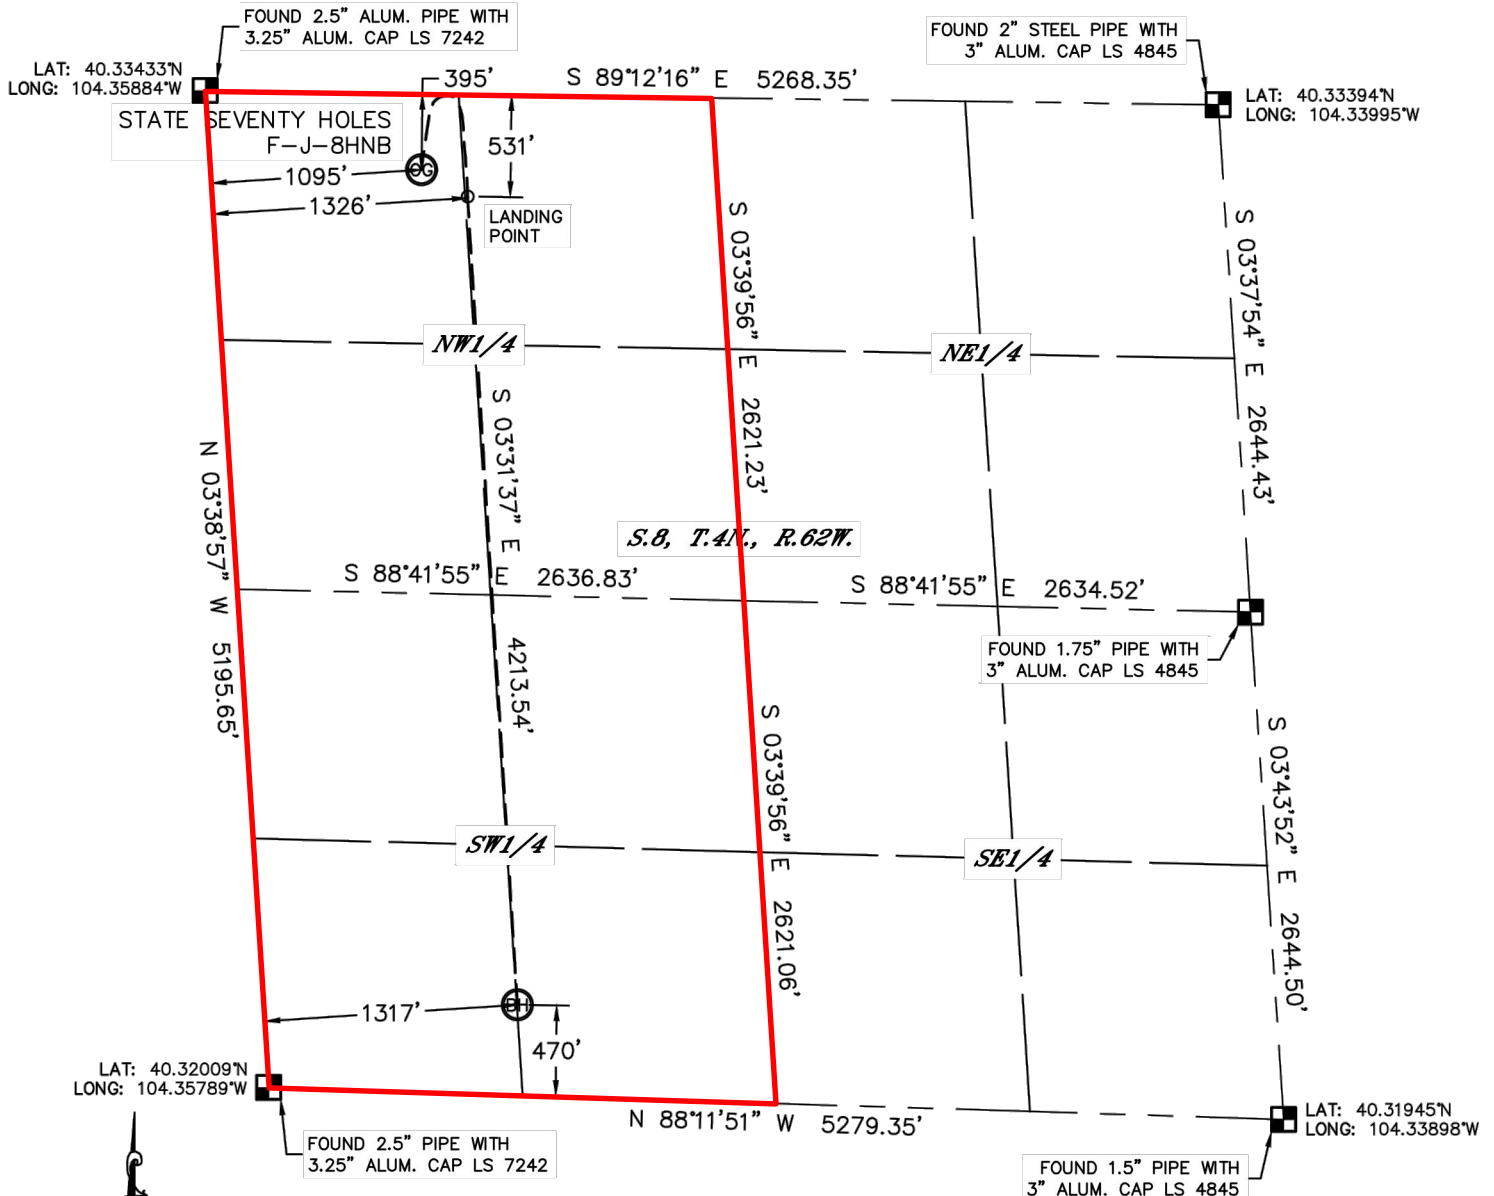 FOUND 2.5” ALUM. PIPE WITH
3.25” ALUM. CAP LS 7242
FOUND 2” STEEL PIPE WITH
3” ALUM. CAP LS 4845
LAT: 40.33433°N
LONG: 104.35884°W
395’
S 89°12’16” E 5268.35’
LAT: 40.33394°N
LONG: 104.33995°W
STATE SEVENTY HOLES
F-J-8HNB
531’
OG
1095’
1326’
LANDING
POINT
S 03°39’56” E 2621.23’
S 03°37’54” E 2644.43’
NW1/4
NE1/4
S 03°31’37” E 4213.54’
N 03°38’57” W 5195.65’
S.8, T.4N., R.62W.
S 88°41’55” E 2636.83’
S 88°41’55” E 2634.52’
FOUND 1.75” PIPE WITH
3” ALUM. CAP LS 4845
S 03°39’56” E 2621.06’
S 03°43’52” E 2644.50’
SW1/4
SE1/4
BH
1317’
470’
LAT: 40.32009°N
LONG: 104.35789°W
N 88°11’51” W 5279.35’
LAT: 40.31945°N
LONG: 104.33898°W
FOUND 2.5” PIPE WITH
3.25” ALUM. CAP LS 7242
FOUND 1.5” PIPE WITH
3” ALUM. CAP LS 4845